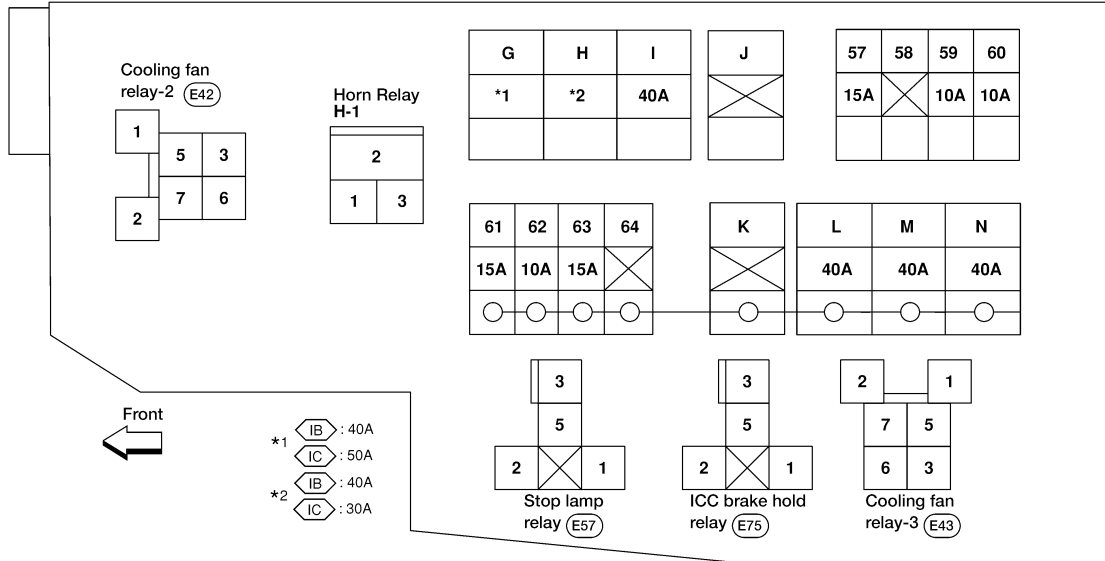 Cooling fan
relay-2 E42
1
5 3
7 6
2
Horn Relay
H-1
2
1 3
G H I
*1 *2 40A
J
57 58 59 60
15A 10A 10A
61 62 63 64
15A 10A 15A
K
L M N
40A 40A 40A
Front
*1 IB : 40A
IC : 50A
*2 IB : 40A
IC : 30A
3
5
2 1
Stop lamp
relay E57
3
5
2 1
ICC brake hold
relay E75
2 1
7 5
6 3
Cooling fan
relay-3 E43